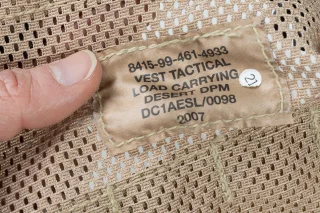 8415-99-461-4933
VEST TACTICAL
LOAD CARRYING
DESERT DPM
DC1AESL/0098
2007